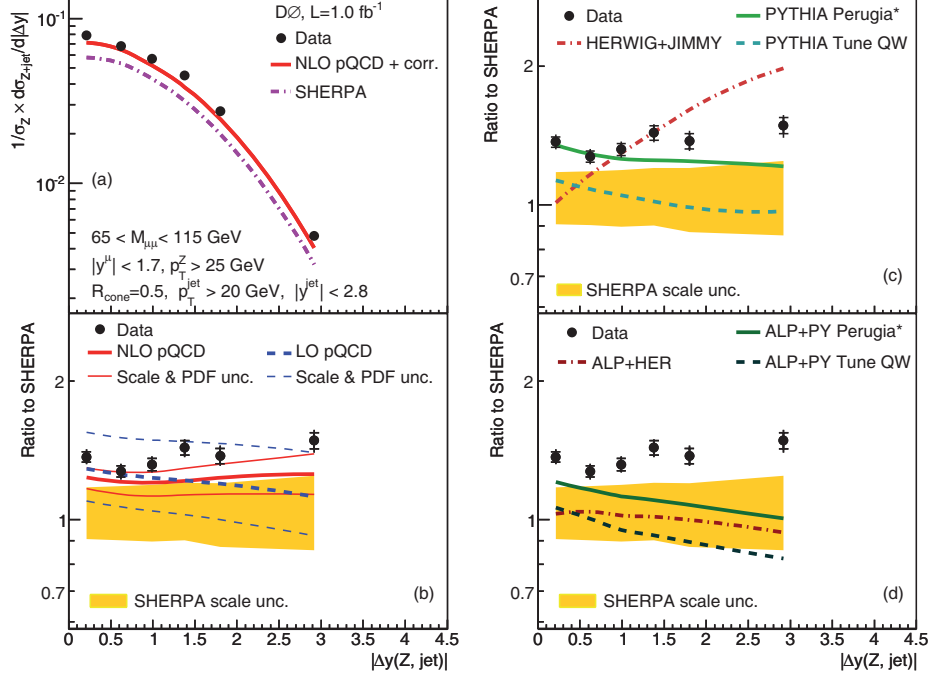 1/σ_Z × dσ_Z+jet/d|Δy|
10⁻¹
10⁻²
DØ, L=1.0 fb⁻¹
Data
NLO pQCD + corr.
SHERPA
(a)
65 < M_μμ < 115 GeV
|y^μ| < 1.7, p_T^Z > 25 GeV
R_cone=0.5, p_T^jet > 20 GeV, |y^jet| < 2.8
Ratio to SHERPA
2
1
0.7
Data
NLO pQCD
LO pQCD
Scale & PDF unc.
Scale & PDF unc.
SHERPA scale unc.
(b)
0 0.5 1 1.5 2 2.5 3 3.5 4 4.5
|Δy(Z, jet)|
Ratio to SHERPA
2
1
0.7
Data
PYTHIA Perugia*
HERWIG+JIMMY
PYTHIA Tune QW
SHERPA scale unc.
(c)
Ratio to SHERPA
2
1
0.7
Data
ALP+PY Perugia*
ALP+HER
ALP+PY Tune QW
SHERPA scale unc.
(d)
0 0.5 1 1.5 2 2.5 3 3.5 4 4.5
|Δy(Z, jet)|